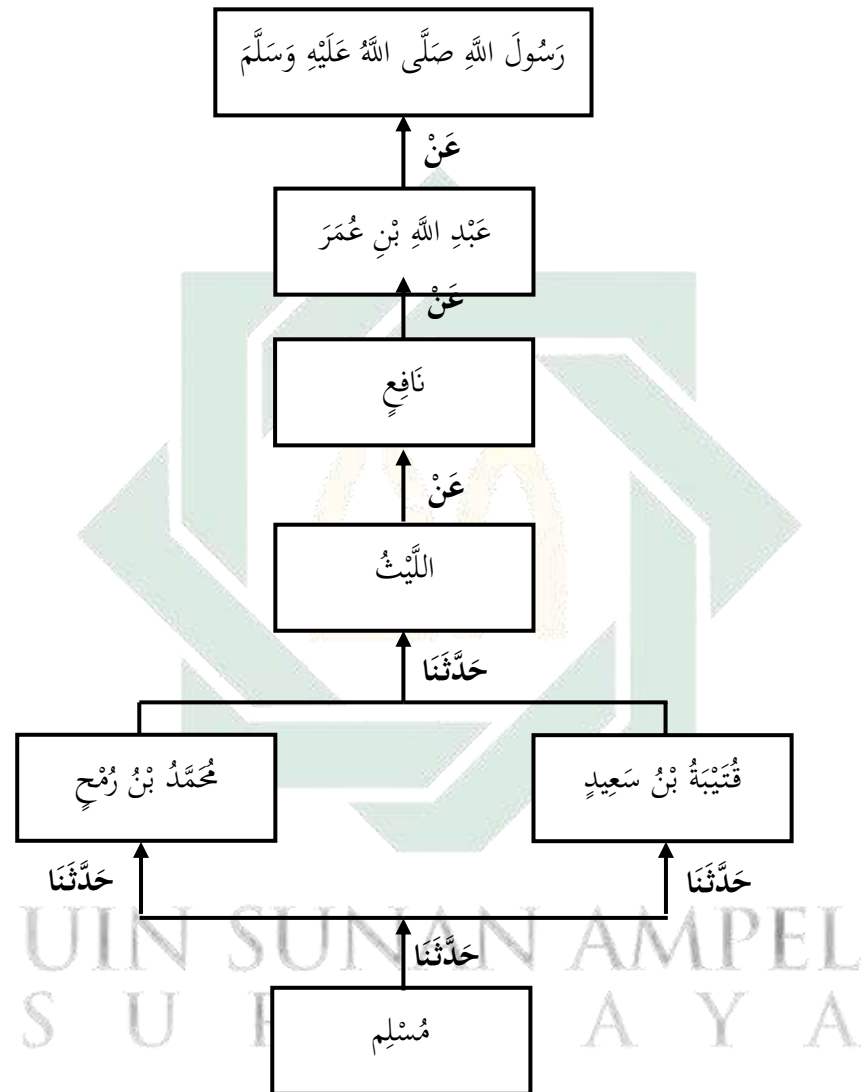 رَسُولَ اللَّهِ صَلَّى اللَّهُ عَلَيْهِ وَسَلَّمَ
عَنْ
عَبْدِ اللَّهِ بْنِ عُمَرَ
عَنْ
نَافِعٍ
عَنْ
اللَّيْثُ
حَدَّثَنَا
قُتَيْبَةُ بْنُ سَعِيدٍ
مُحَمَّدُ بْنُ رُمْحٍ
حَدَّثَنَا
حَدَّثَنَا
UIN SUNAN AMPEL
حَدَّثَنَا
مُسْلِم